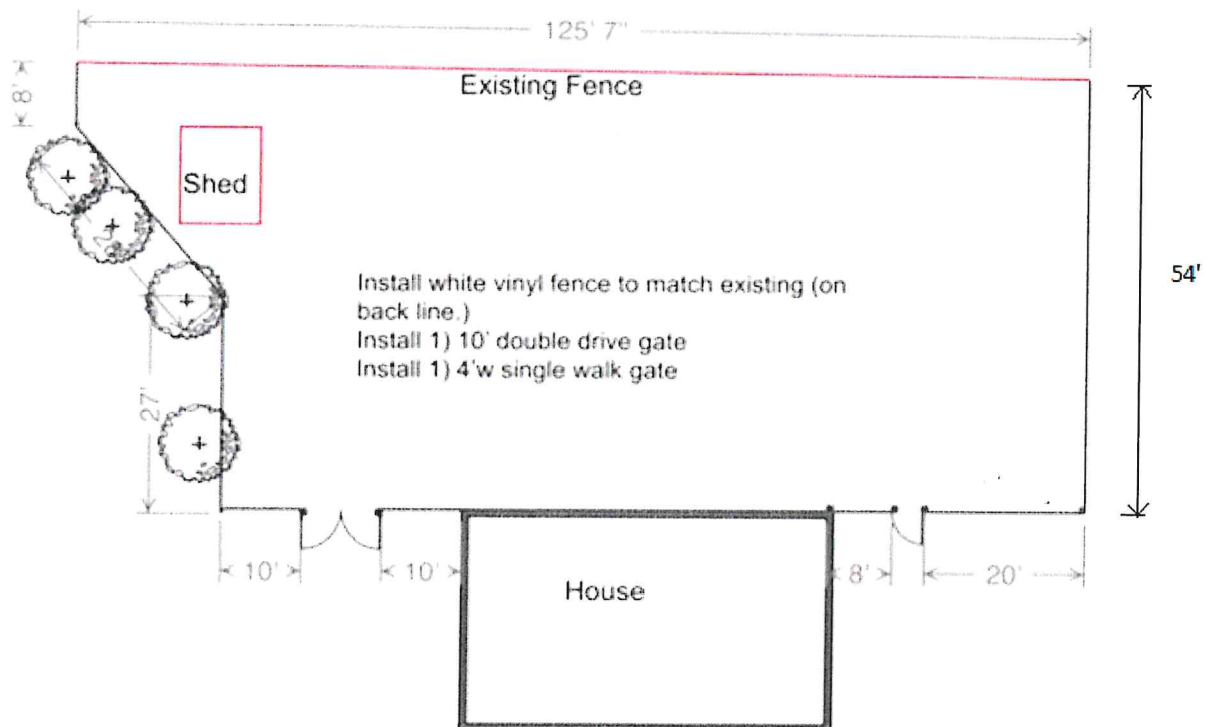 125' 7"
Existing Fence
8'
Shed
54'
Install white vinyl fence to match existing (on
back line.)
Install 1) 10' double drive gate
Install 1) 4'w single walk gate
27'
10'
10'
8'
20'
House